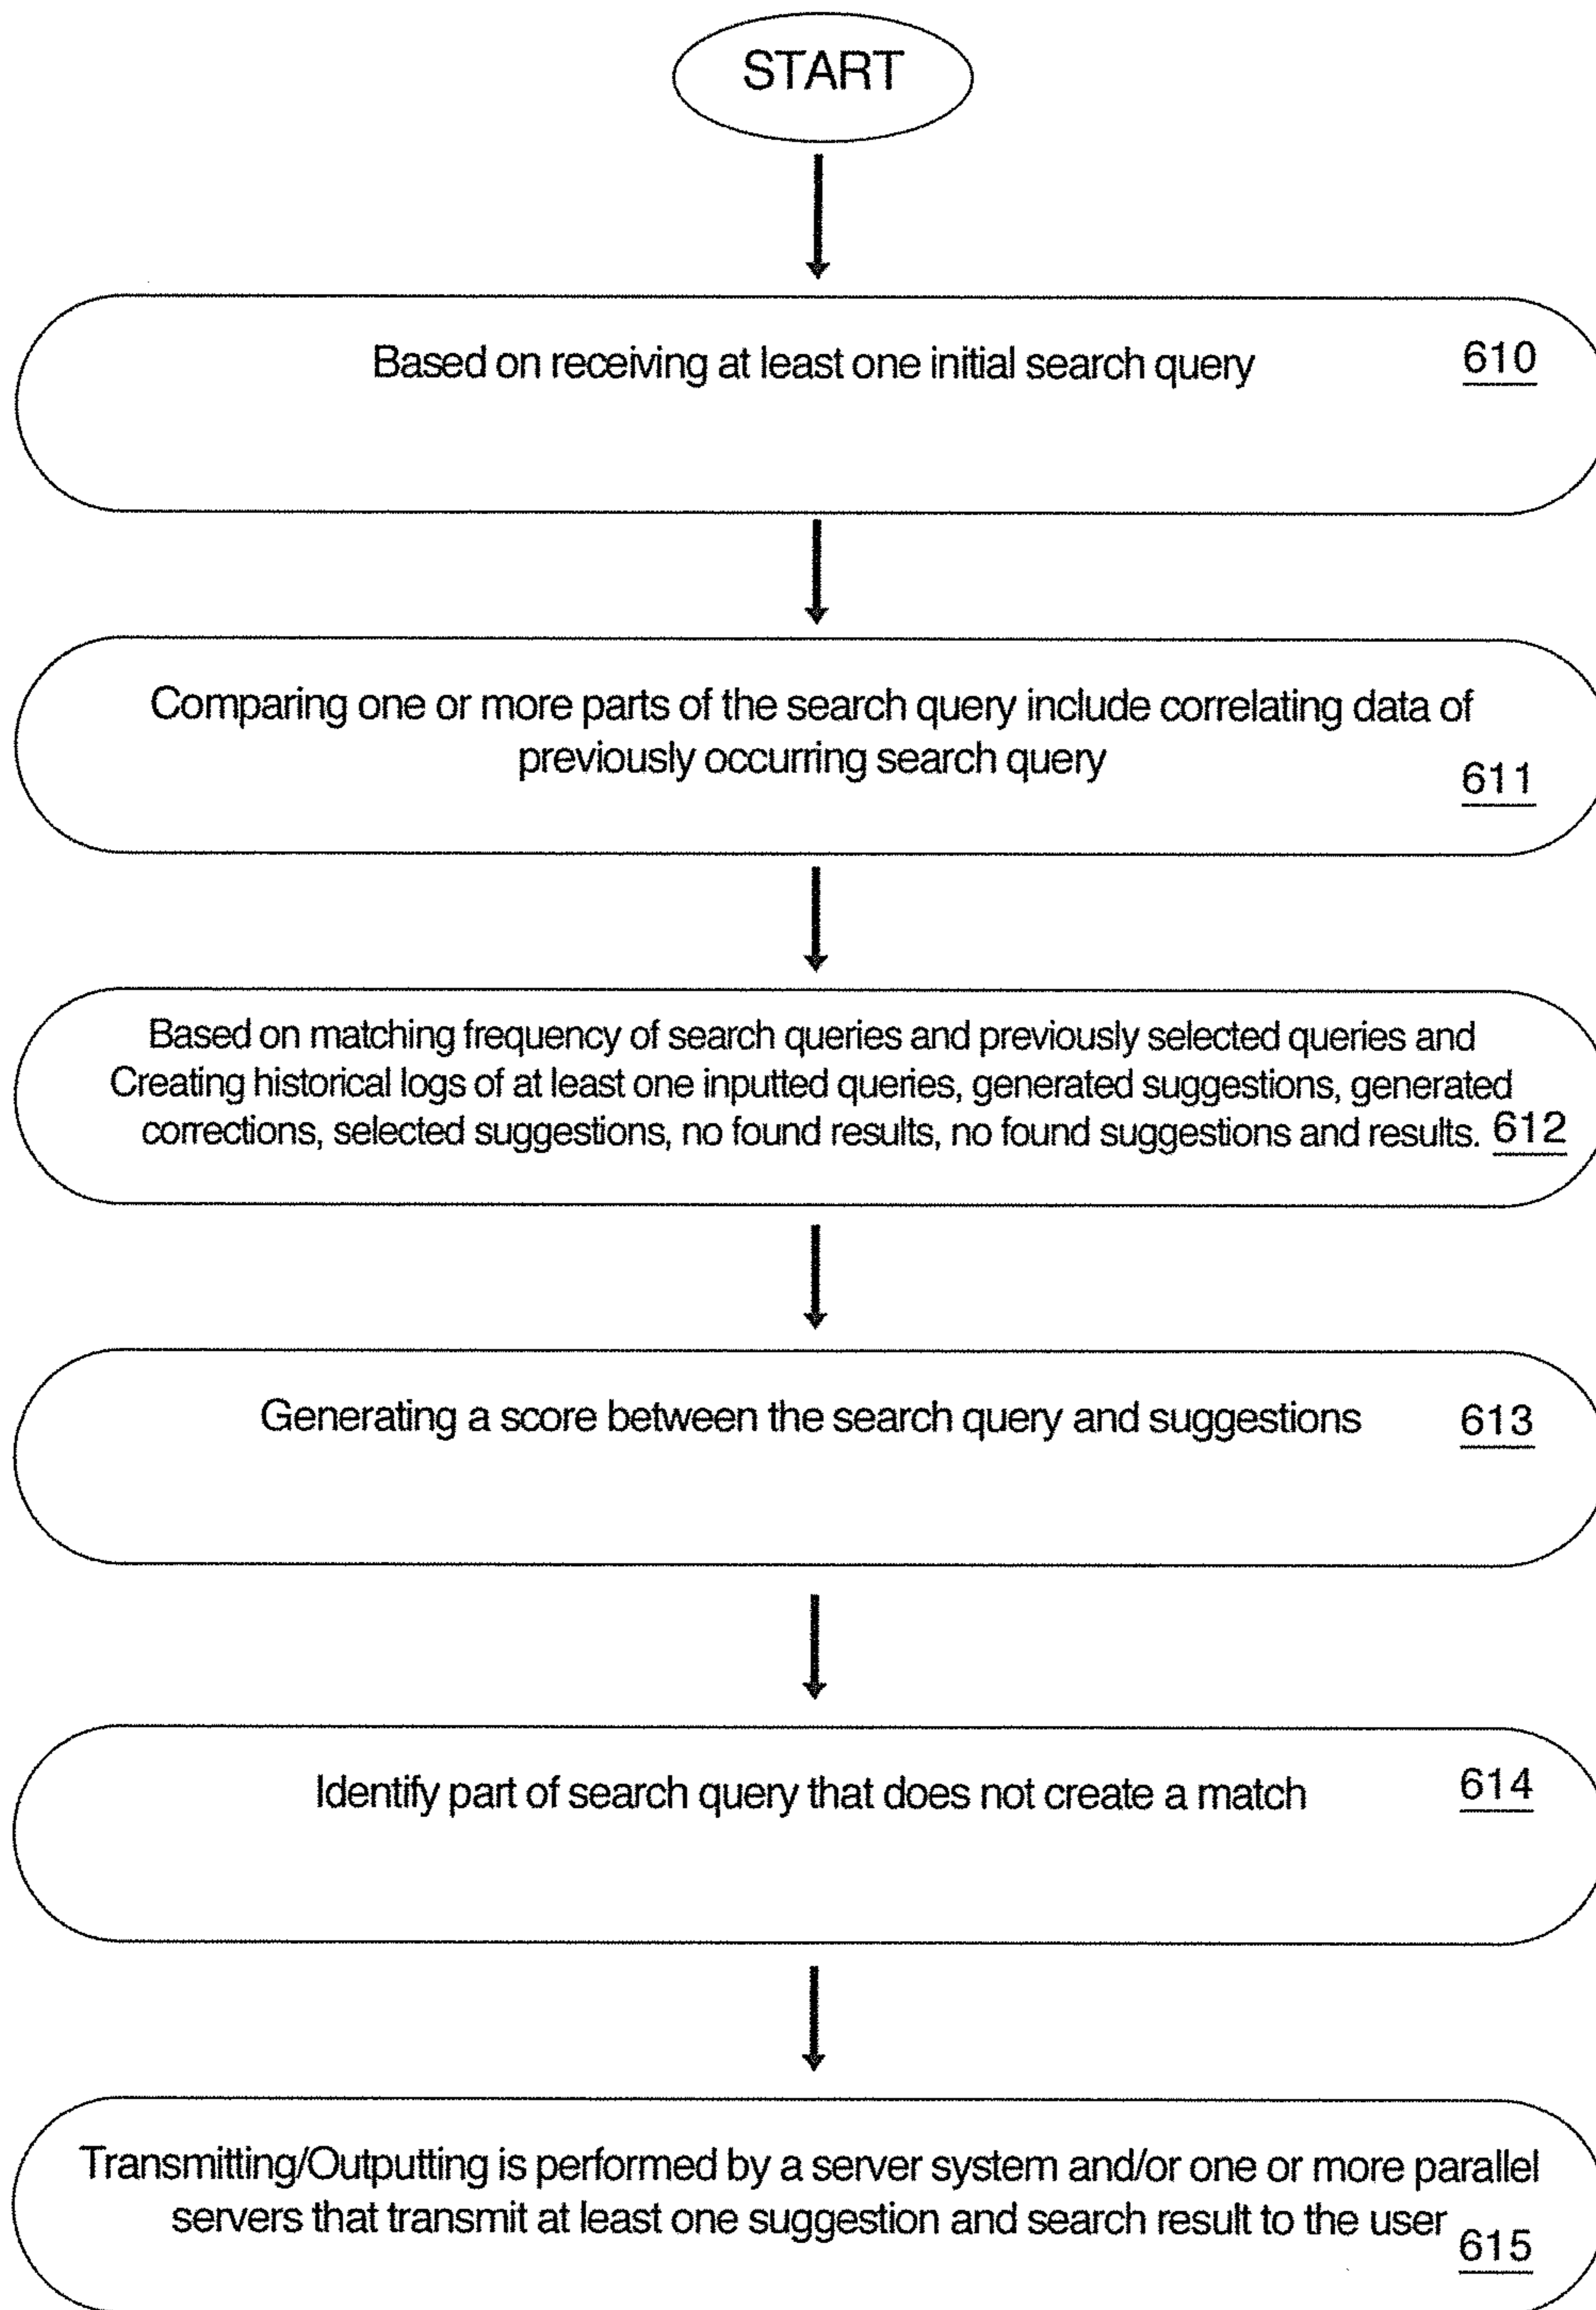 START
Based on receiving at least one initial search query 610
Comparing one or more parts of the search query include correlating data of
previously occurring search query
611
Based on matching frequency of search queries and previously selected queries and
Creating historical logs of at least one inputted queries, generated suggestions, generated
corrections, selected suggestions, no found results, no found suggestions and results. 612
Generating a score between the search query and suggestions 613
Identify part of search query that does not create a match 614
Transmitting/Outputting is performed by a server system and/or one or more parallel
servers that transmit at least one suggestion and search result to the user
615